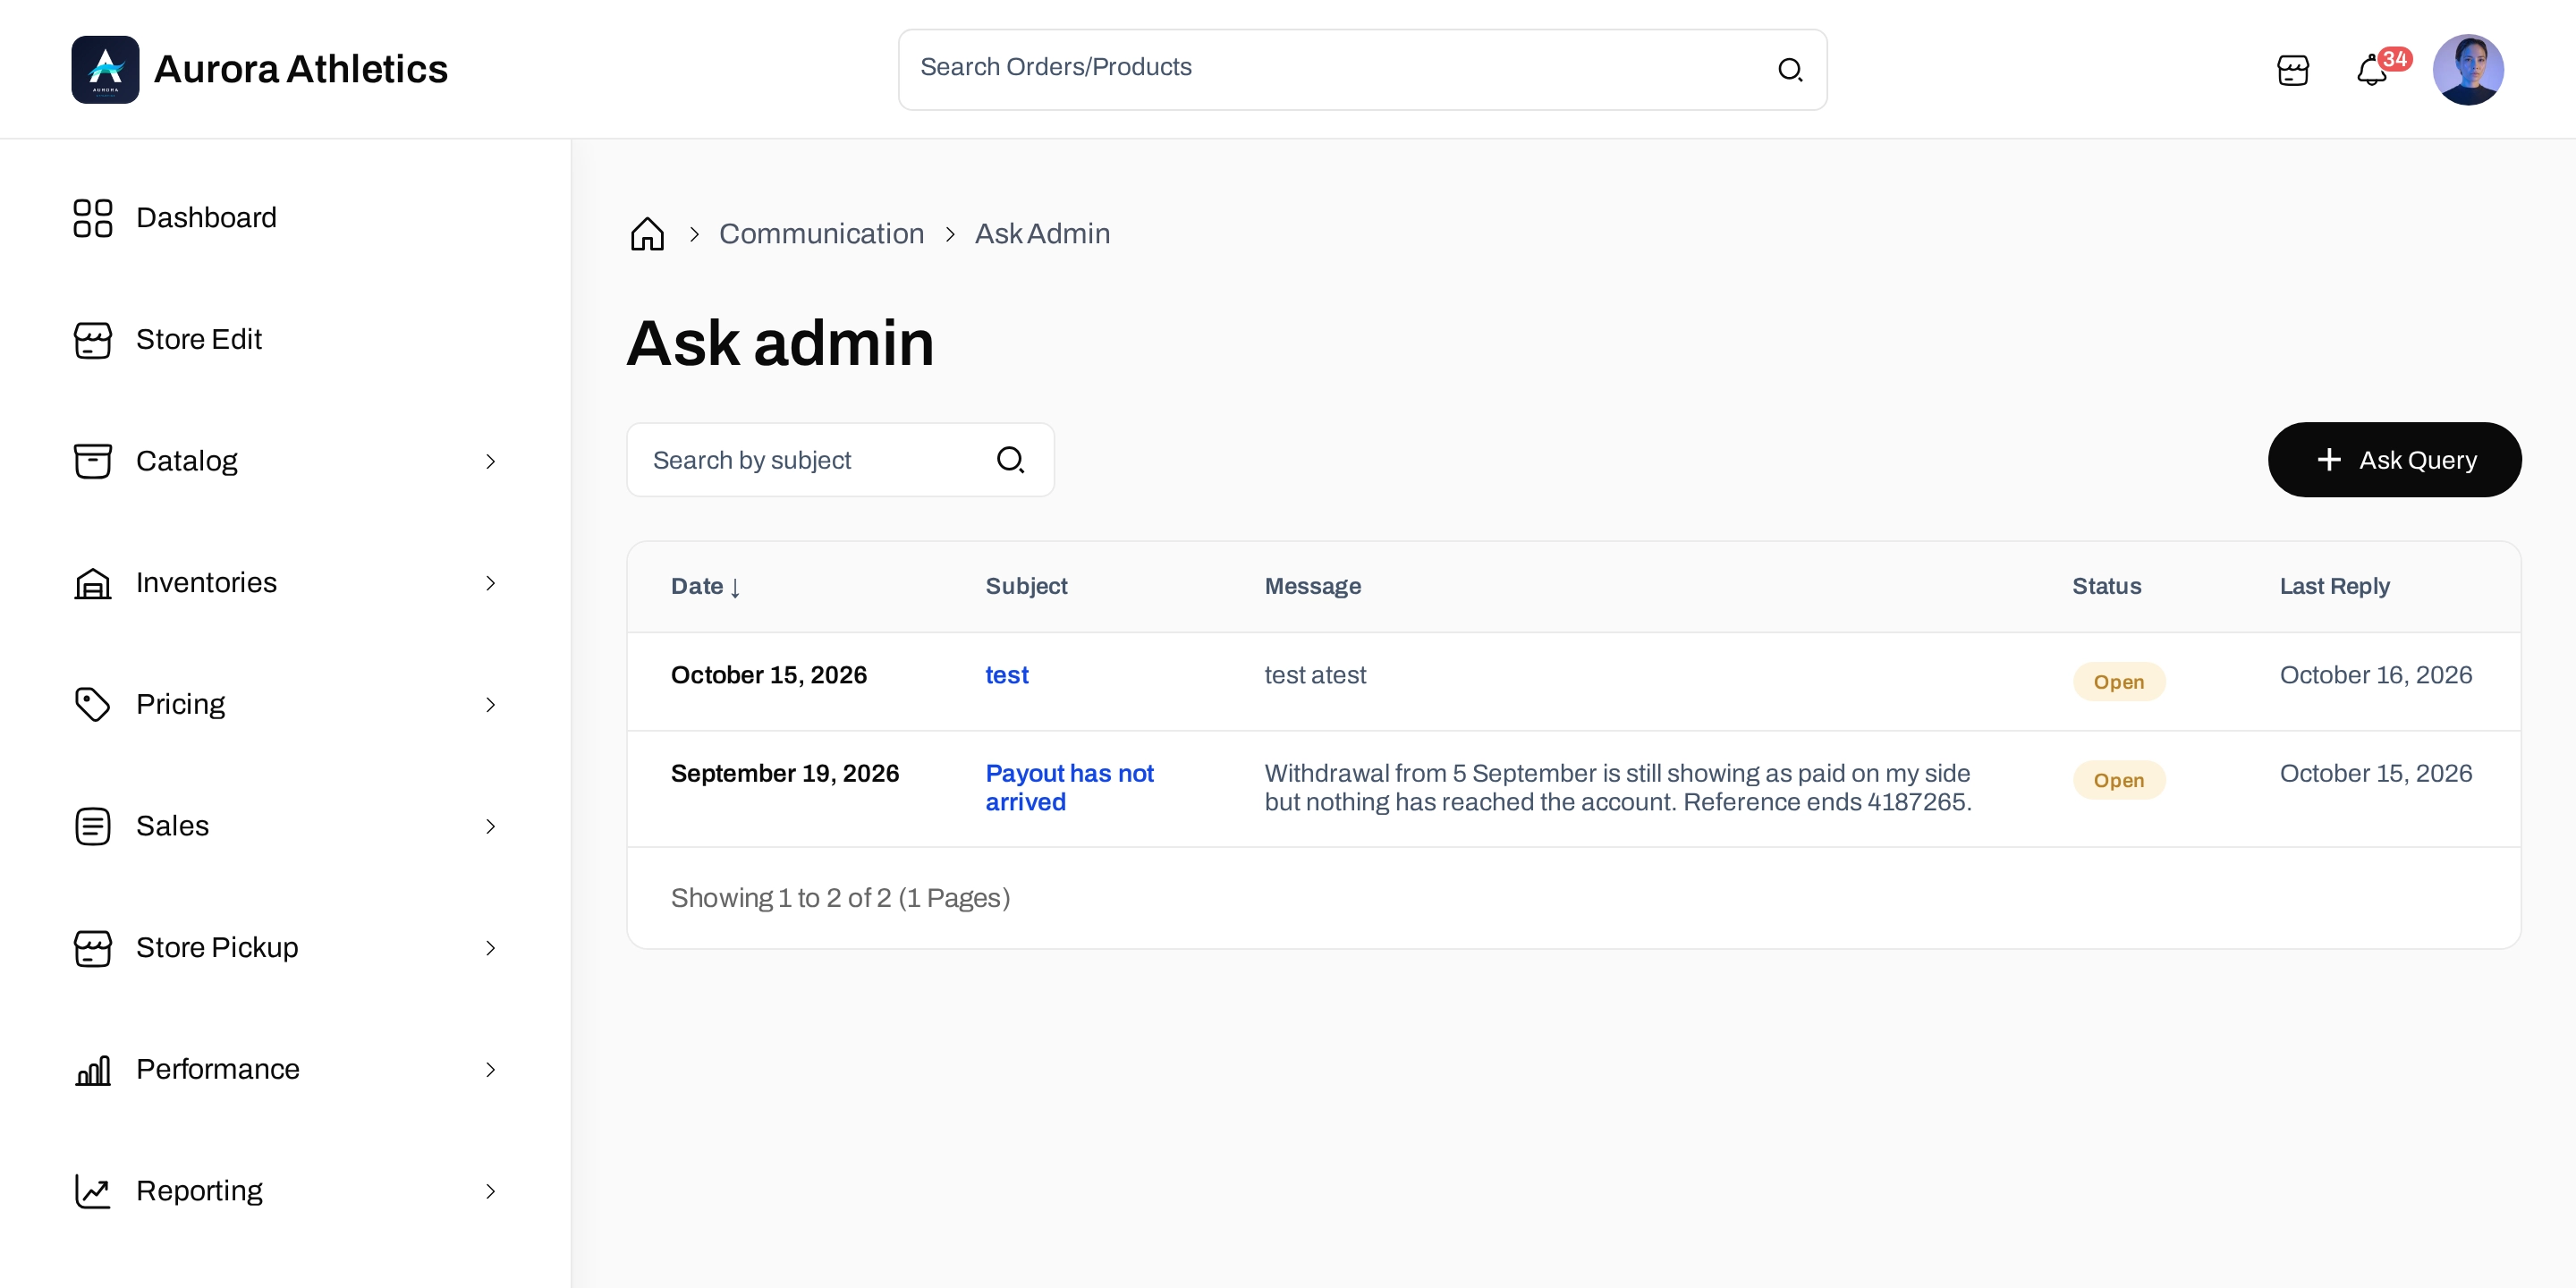 AURORA
Aurora Athletics
Search Orders/Products
34
Dashboard
Store Edit
Catalog
Inventories
Pricing
Sales
Store Pickup
Performance
Reporting
Communication
Ask Admin
Ask admin
Search by subject
Ask Query
Date ↓ Subject Message Status Last Reply
October 15, 2026 test test atest Open October 16, 2026
September 19, 2026 Payout has not Withdrawal from 5 September is still showing as paid on my side Open October 15, 2026
arrived but nothing has reached the account. Reference ends 4187265.
Showing 1 to 2 of 2 (1 Pages)